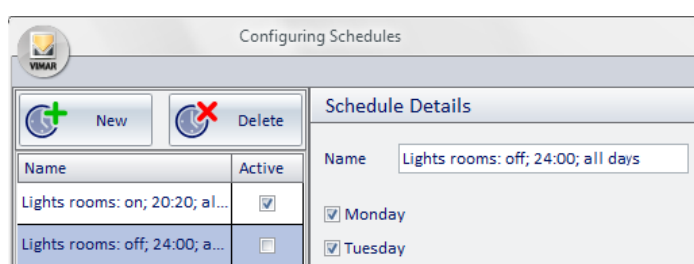 Configuring Schedules
VIMAR
New
Delete
Schedule Details
Name
Active
Name
Lights rooms: off; 24:00; all days
Lights rooms: on; 20:20; al...
Monday
Lights rooms: off; 24:00; a...
Tuesday